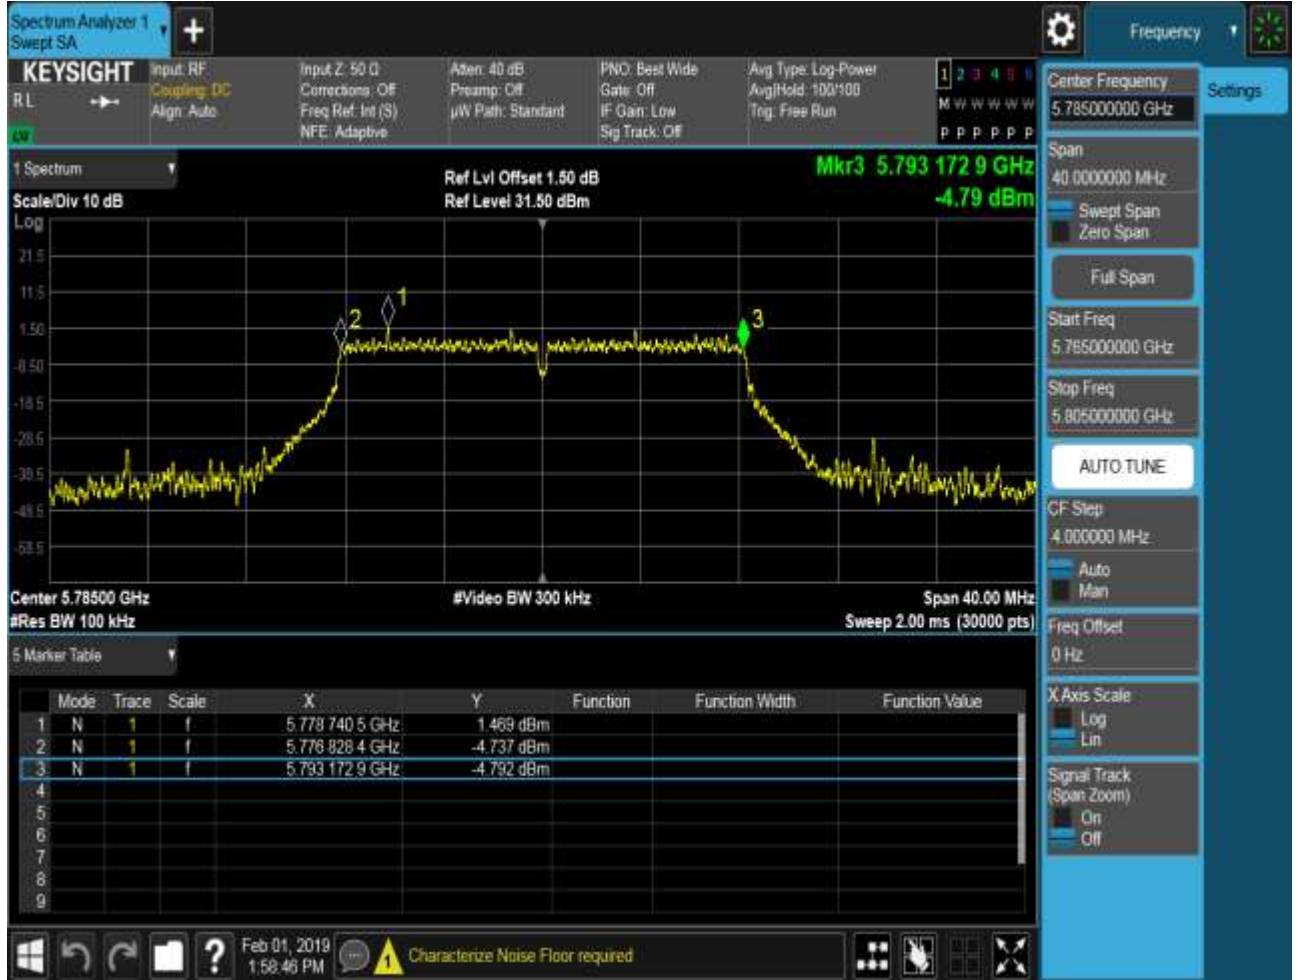 Spectrum Analyzer 1
Swept SA
Frequency
KEYSIGHT
RL
Input: RF
Coupling: DC
Align: Auto
Input Z: 50 Ω
Corrections: Off
Freq Ref: Int (S)
NFE: Adaptive
Atten: 40 dB
Preamp: Off
µW Path: Standard
PNO: Best Wide
Gate: Off
IF Gain: Low
Sig Track: Off
Avg Type: Log-Power
Avg|Hold: 100/100
Trig: Free Run
1 2 3 4 5 6
M W W W W W
P P P P P P
1 Spectrum
Scale/Div 10 dB
Ref Lvl Offset 1.50 dB
Ref Level 31.50 dBm
Mkr3 5.793 172 9 GHz
-4.79 dBm
Log
21.5
11.5
1.50
-8.50
-18.5
-28.5
-38.5
-48.5
-58.5
1
2
3
Center 5.78500 GHz
#Res BW 100 kHz
#Video BW 300 kHz
Span 40.00 MHz
Sweep 2.00 ms (30000 pts)
5 Marker Table
Mode Trace Scale X Y Function Function Width Function Value
1 N 1 f 5.778 740 5 GHz 1.469 dBm
2 N 1 f 5.776 828 4 GHz -4.737 dBm
3 N 1 f 5.793 172 9 GHz -4.792 dBm
4
5
6
7
8
9
Center Frequency
5.785000000 GHz
Settings
Span
40.0000000 MHz
Swept Span
Zero Span
Full Span
Start Freq
5.765000000 GHz
Stop Freq
5.805000000 GHz
AUTO TUNE
CF Step
4.000000 MHz
Auto
Man
Freq Offset
0 Hz
X Axis Scale
Log
Lin
Signal Track
(Span Zoom)
On
Off
?
Feb 01, 2019
1:58:46 PM
1
Characterize Noise Floor required